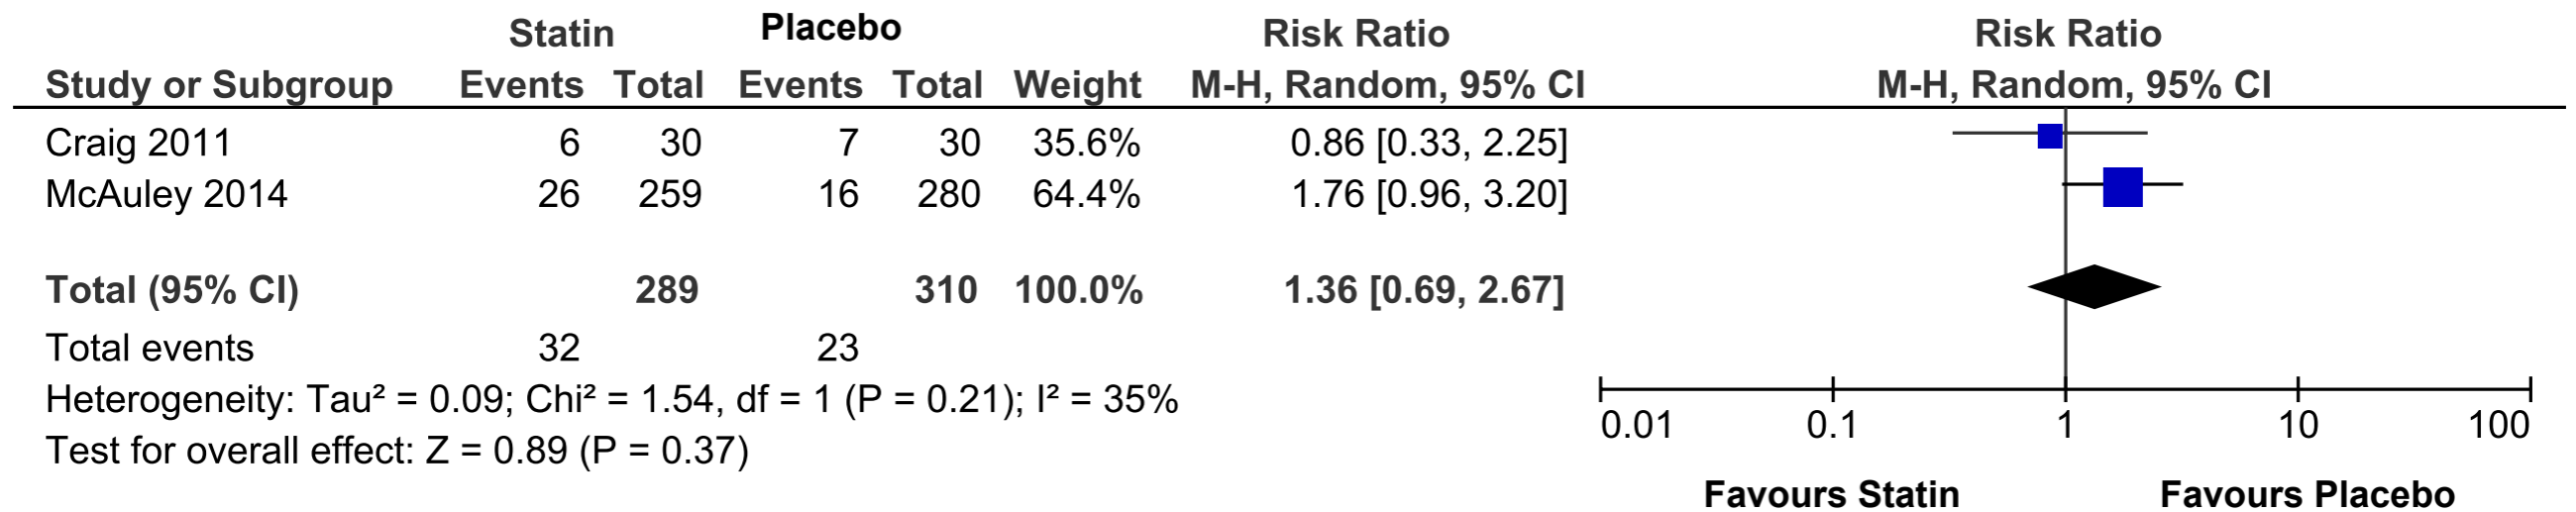 Statin Placebo Risk Ratio Risk Ratio
Study or Subgroup Events Total Events Total Weight M-H, Random, 95% CI M-H, Random, 95% CI
Craig 2011 6 30 7 30 35.6% 0.86 [0.33, 2.25]
McAuley 2014 26 259 16 280 64.4% 1.76 [0.96, 3.20]
Total (95% CI) 289 310 100.0% 1.36 [0.69, 2.67]
Total events 32 23
Heterogeneity: Tau² = 0.09; Chi² = 1.54, df = 1 (P = 0.21); I² = 35%
Test for overall effect: Z = 0.89 (P = 0.37)
0.01 0.1 1 10 100
Favours Statin Favours Placebo